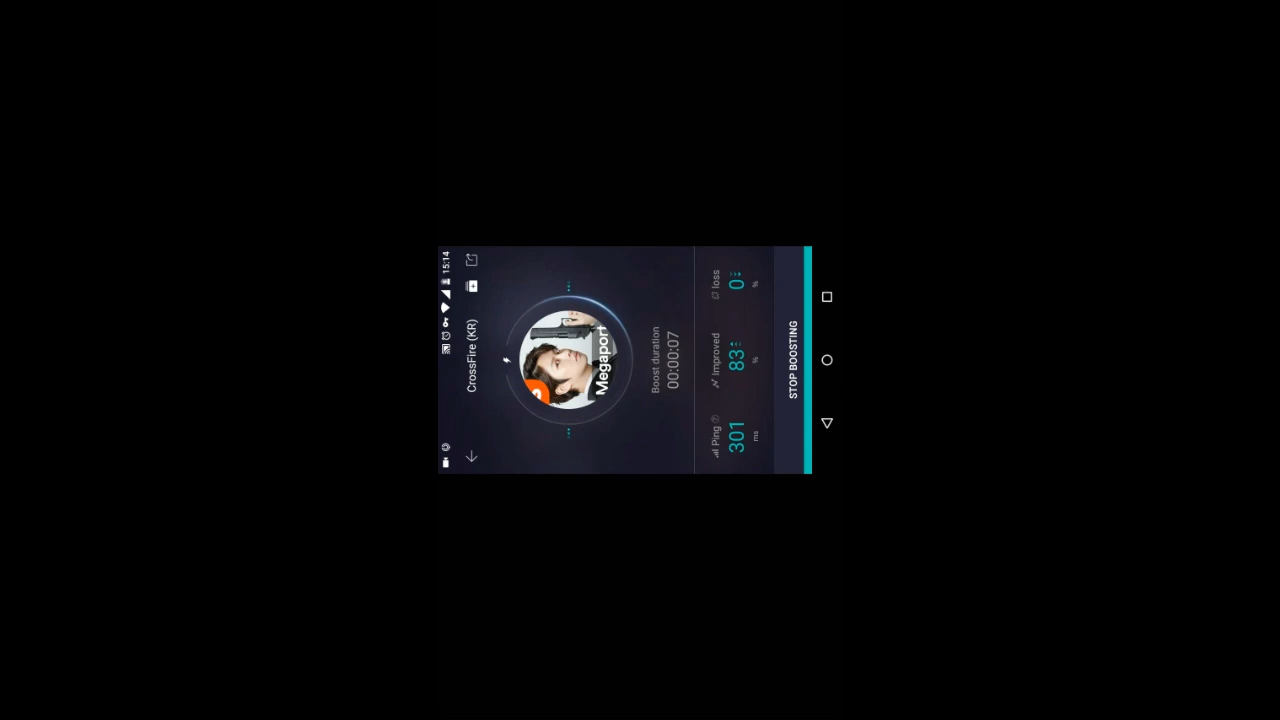 15:14
CrossFire (KR)
Megaport
Boost duration
00:00:07
Ping
Improved
loss
301
83
0
ms
%
%
STOP BOOSTING